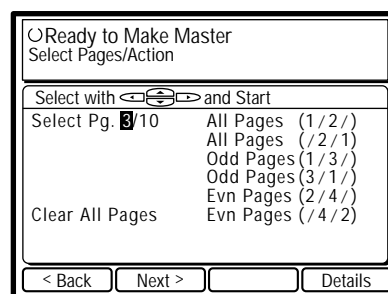 Ready to Make Master
Select Pages/Action
Select with and Start
Select Pg. 3/10 All Pages (1/2/)
All Pages (/2/1)
Odd Pages(1/3/)
Odd Pages(3/1/)
Evn Pages(2/4/)
Clear All Pages Evn Pages(/4/2)
< Back Next > Details